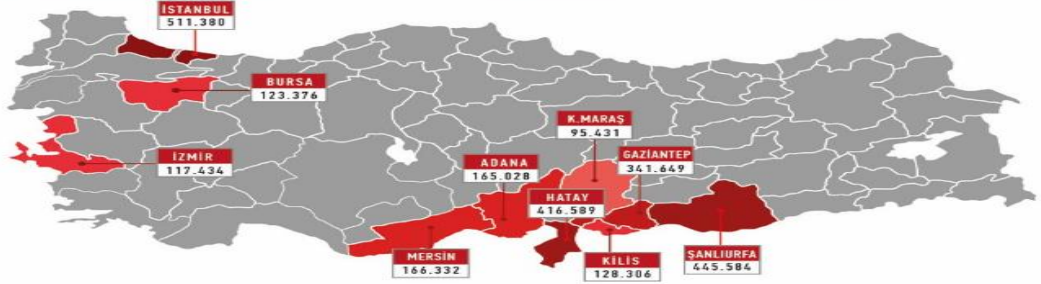 İSTANBUL
511.380
BURSA
123.376
K.MARAŞ
95.431
İZMİR
117.434
ADANA
165.028
GAZİANTEP
341.649
HATAY
416.589
MERSİN
166.332
KİLİS
128.306
ŞANLIURFA
445.584